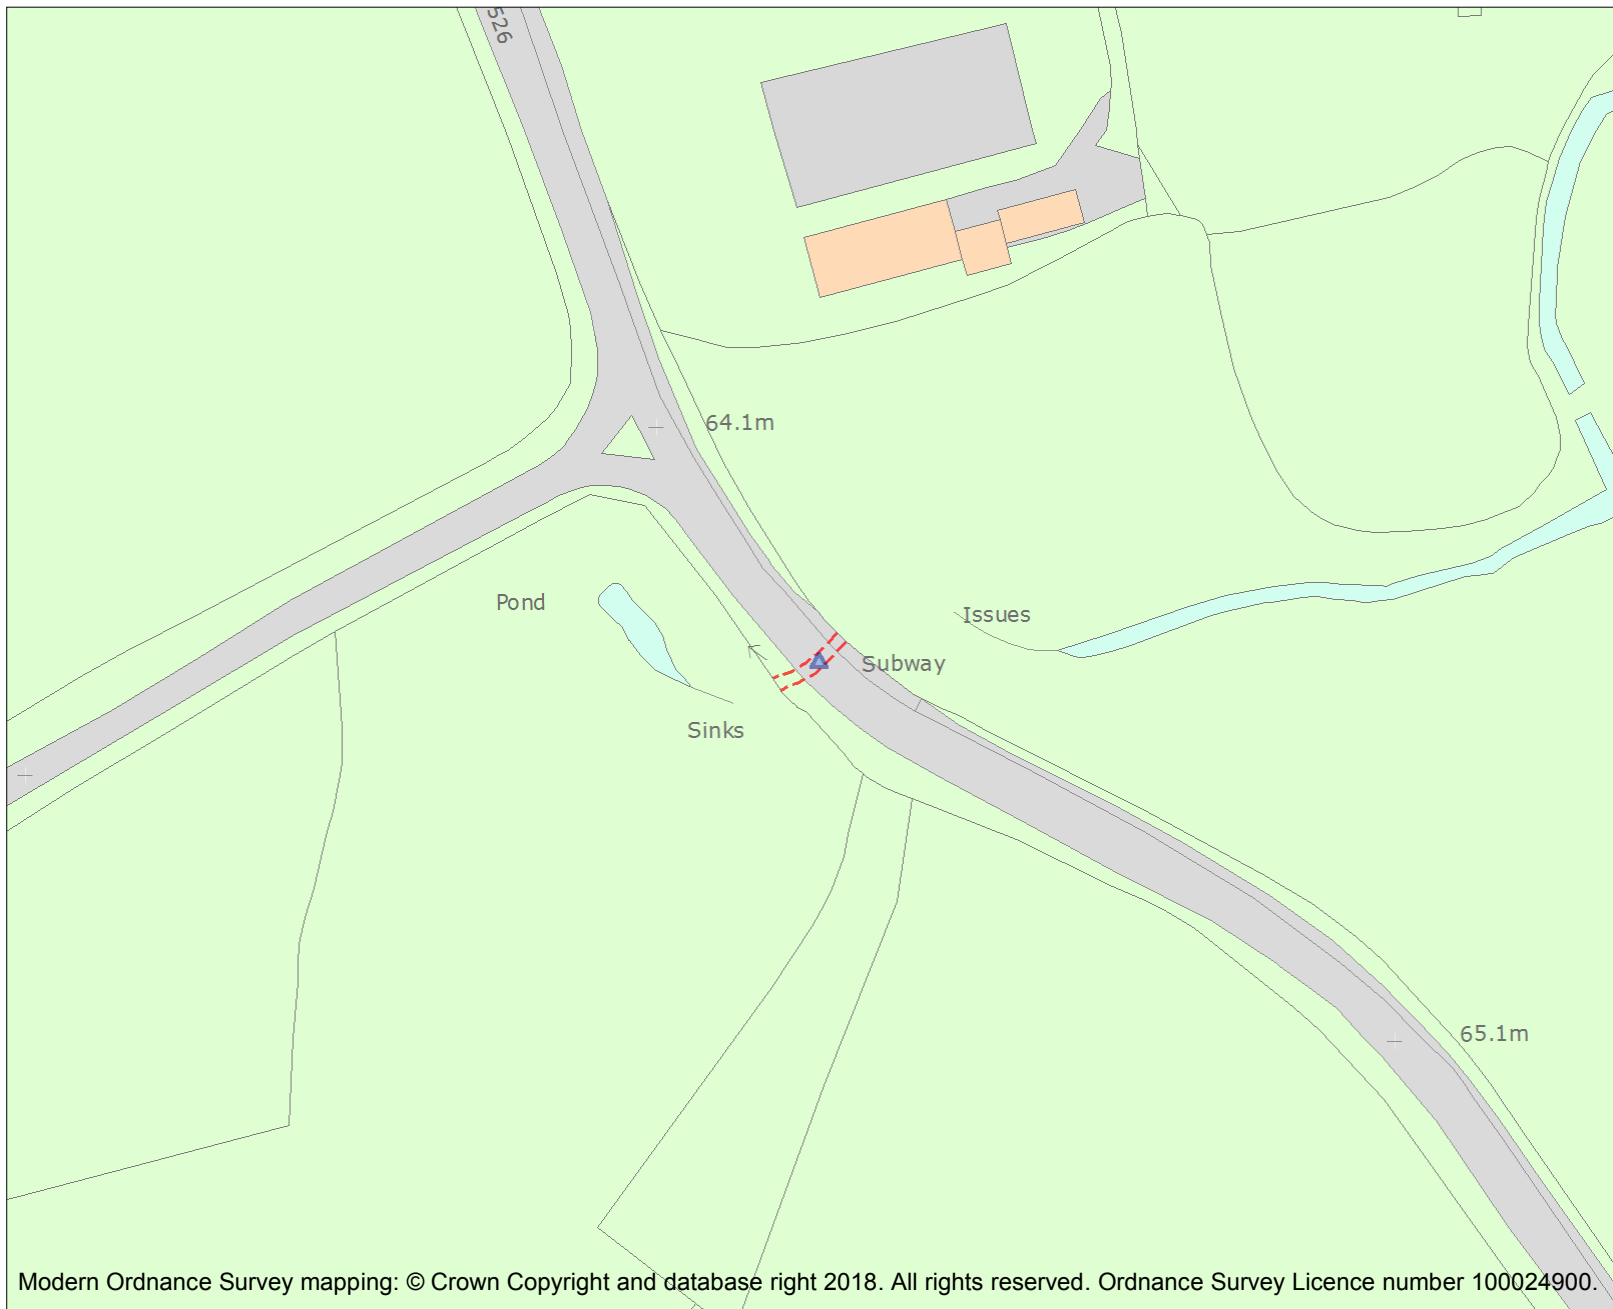 526
64.1m
Pond
Issues
Subway
Sinks
65.1m
Modern Ordnance Survey mapping: © Crown Copyright and database right 2018. All rights reserved. Ordnance Survey Licence number 100024900.